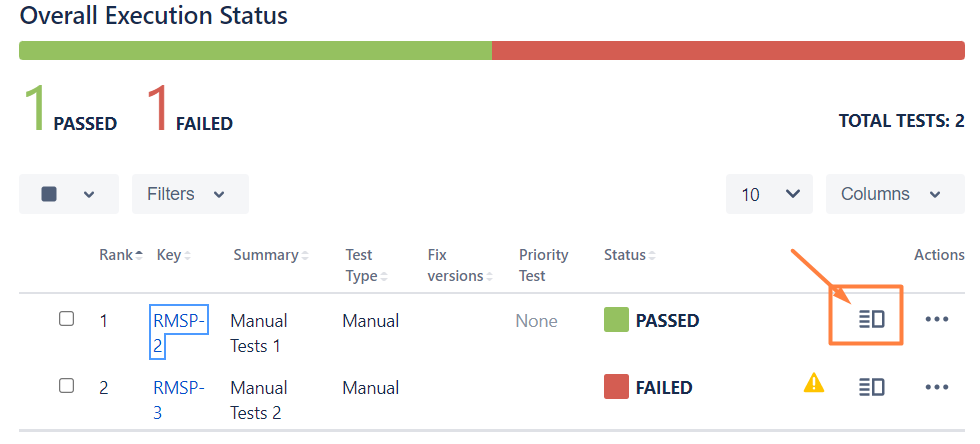 Overall Execution Status
1 PASSED 1 FAILED TOTAL TESTS: 2
Filters 10 Columns
Rank Key Summary Test Type Fix versions Priority Test Status Actions
1 RMSP-2 Manual Tests 1 Manual None PASSED
2 RMSP-3 Manual Tests 2 Manual FAILED